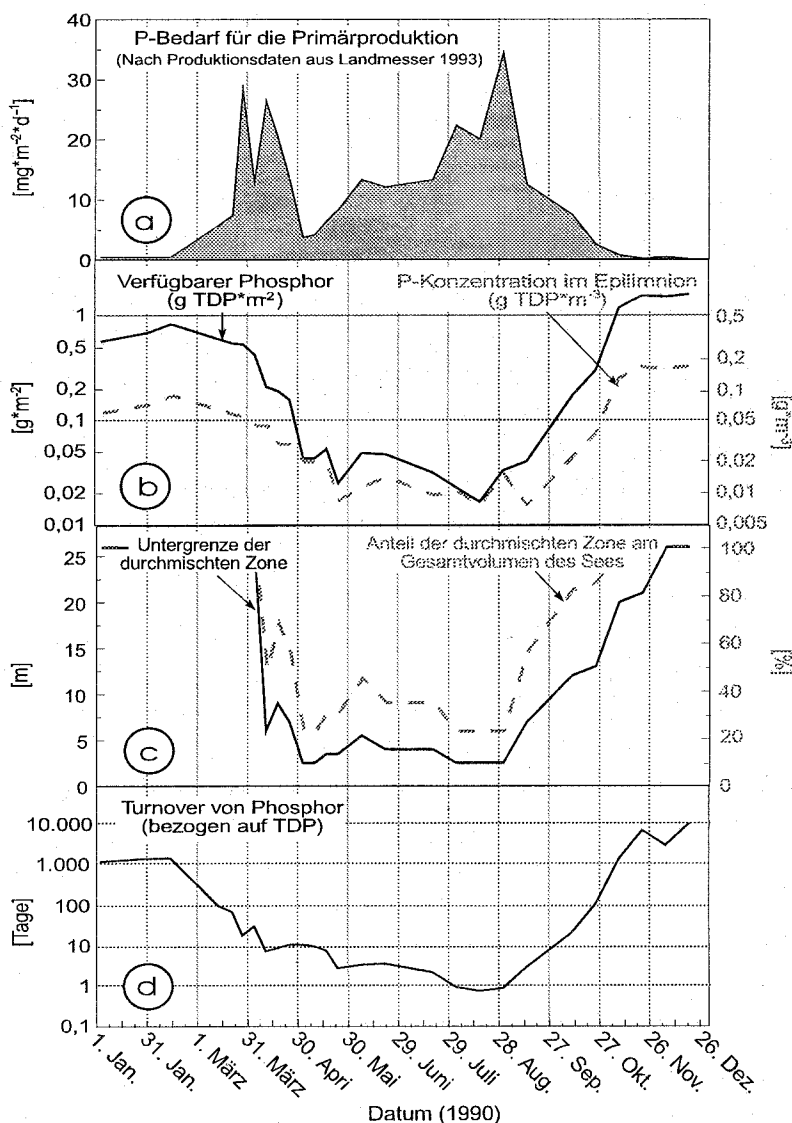 40
30
20
10
0
[mg*m⁻²*d⁻¹]
P-Bedarf für die Primärproduktion
(Nach Produktionsdaten aus Landmesser 1993)
a
Verfügbarer Phosphor
(g TDP*m²)
P-Konzentration im Epilimnion
(g TDP*m⁻³)
1
0,5
0,2
0,1
0,05
0,02
0,01
[g*m⁻²]
0,5
0,2
0,1
0,05
0,02
0,01
0,005
[g*m⁻³]
b
Untergrenze der
durchmischten Zone
Anteil der durchmischten Zone am
Gesamtvolumen des Sees
25
20
15
10
5
0
[m]
100
80
60
40
20
0
[%]
c
Turnover von Phosphor
(bezogen auf TDP)
10.000
1.000
100
10
1
0,1
[Tage]
d
1. Jan.
31. Jan.
1. März
31. März
30. April
30. Mai
29. Juni
29. Juli
28. Aug.
27. Sep.
27. Okt.
26. Nov.
26. Dez.
Datum (1990)